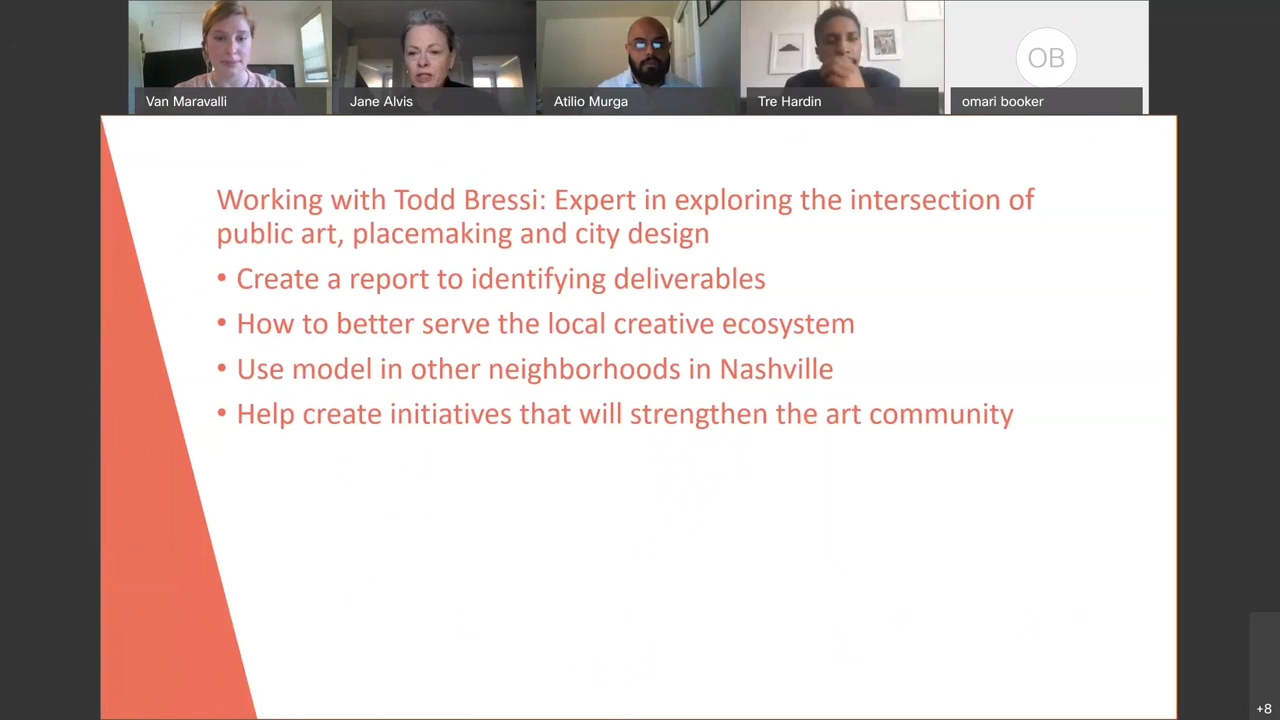 Van Maravalli
Jane Alvis
Atilio Murga
Tre Hardin
OB
omari booker
Working with Todd Bressi: Expert in exploring the intersection of
public art, placemaking and city design
• Create a report to identifying deliverables
• How to better serve the local creative ecosystem
• Use model in other neighborhoods in Nashville
• Help create initiatives that will strengthen the art community
+8